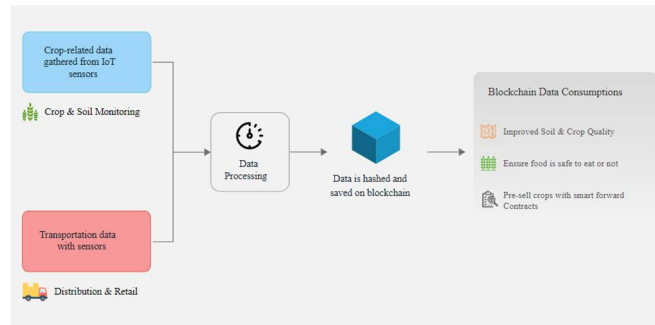 Crop-related data
gathered from IoT
sensors
Crop & Soil Monitoring
Transportation data
with sensors
Distribution & Retail
Data
Processing
Data is hashed and
saved on blockchain
Blockchain Data Consumptions
Improved Soil & Crop Quality
Ensure food is safe to eat or not
Pre-sell crops with smart forward
Contracts